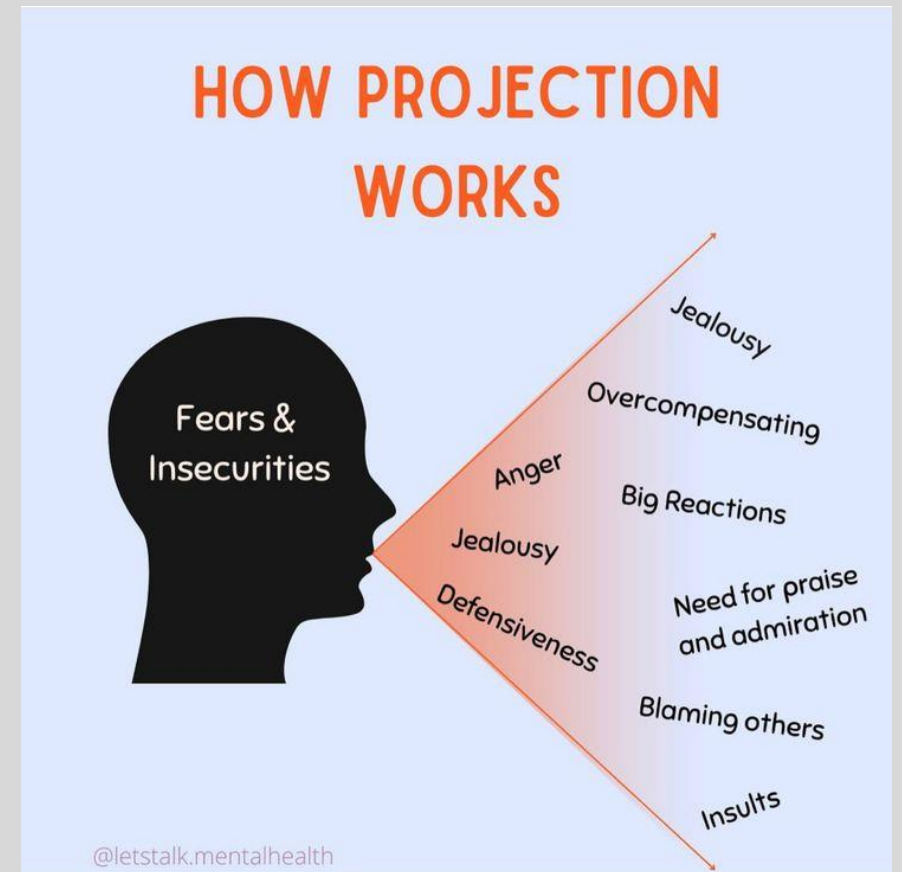 HOW PROJECTION
WORKS
Fears &
Insecurities
Jealousy
Overcompensating
Anger
Big Reactions
Jealousy
Defensiveness
Need for praise
and admiration
Blaming others
Insults
@letstalk.mentalhealth